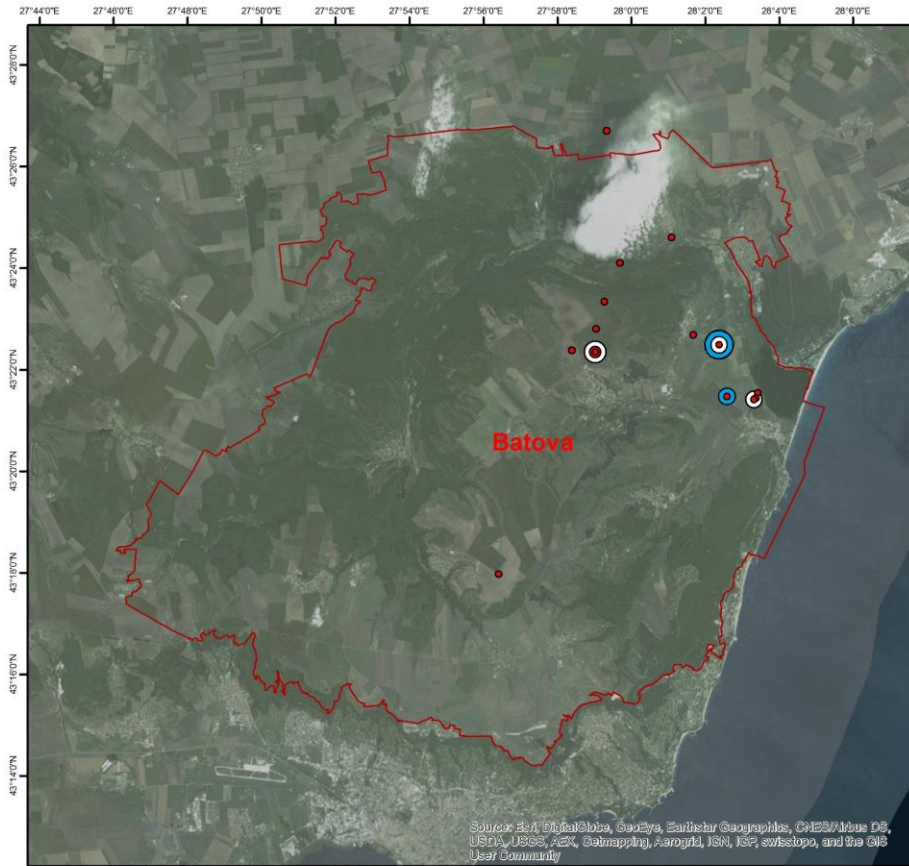 27°44'0"E 27°46'0"E 27°48'0"E 27°50'0"E 27°52'0"E 27°54'0"E 27°56'0"E 27°58'0"E 28°0'0"E 28°2'0"E 28°4'0"E 28°6'0"E
43°28'0"N
43°26'0"N
43°24'0"N
43°22'0"N
43°20'0"N
43°18'0"N
43°16'0"N
43°14'0"N
Batova
Source: Esri, DigitalGlobe, GeoEye, Earthstar Geographics, CNES/Airbus DS,
USDA, USGS, AEX, Getmapping, Aerogrid, IGN, IGP, swisstopo, and the GIS
User Community